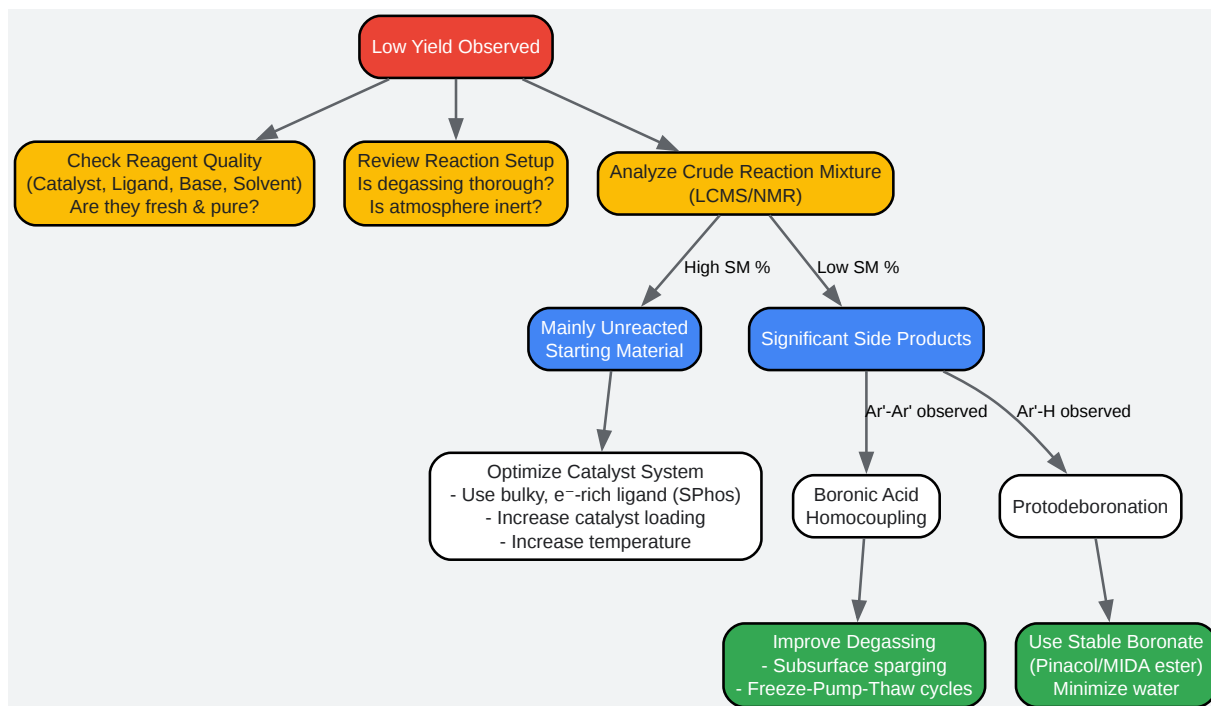 Low Yield Observed
Check Reagent Quality
(Catalyst, Ligand, Base, Solvent)
Are they fresh & pure?
Review Reaction Setup
Is degassing thorough?
Is atmosphere inert?
Analyze Crude Reaction Mixture
(LCMS/NMR)
High SM %
Low SM %
Mainly Unreacted
Starting Material
Significant Side Products
Ar'-Ar' observed
Ar'-H observed
Optimize Catalyst System
- Use bulky, e⁻-rich ligand (SPhos)
- Increase catalyst loading
- Increase temperature
Boronic Acid
Homocoupling
Protodeboronation
Improve Degassing
- Subsurface sparging
- Freeze-Pump-Thaw cycles
Use Stable Boronate
(Pinacol/MIDA ester)
Minimize water